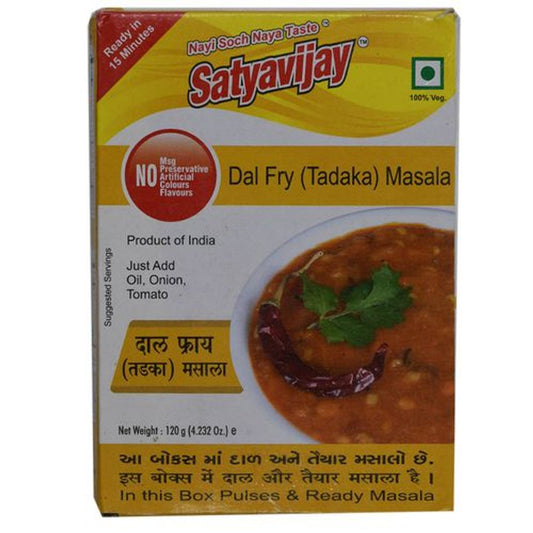 Ready in
15 Minutes
Nayi Soch Naya Taste ™
Satyavijay ™
100% Veg.
NO
Msg
Preservative
Artificial
Colours
Flavours
Dal Fry (Tadaka) Masala
Product of India
Just Add
Oil, Onion,
Tomato
Suggested Servings
दाल फ्राय
(तडका) मसाला
Net Weight : 120 g (4.232 Oz.) e
આ બોક્સ માં દાળ અને તૈયાર મસાલો છે.
इस बोक्स में दाल और तैयार मसाला है।
In this Box Pulses & Ready Masala